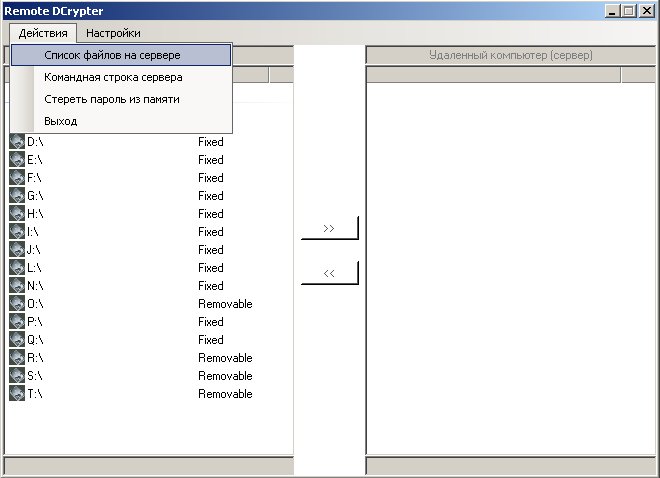 Remote DCrypter
Действия Настройки
Список файлов на сервере
Командная строка сервера
Стереть пароль из памяти
Выход
Удаленный компьютер (сервер)
D:\ Fixed
E:\ Fixed
F:\ Fixed
G:\ Fixed
H:\ Fixed
I:\ Fixed
J:\ Fixed
L:\ Fixed
N:\ Fixed
O:\ Removable
P:\ Fixed
Q:\ Fixed
R:\ Removable
S:\ Removable
T:\ Removable
>>
<<